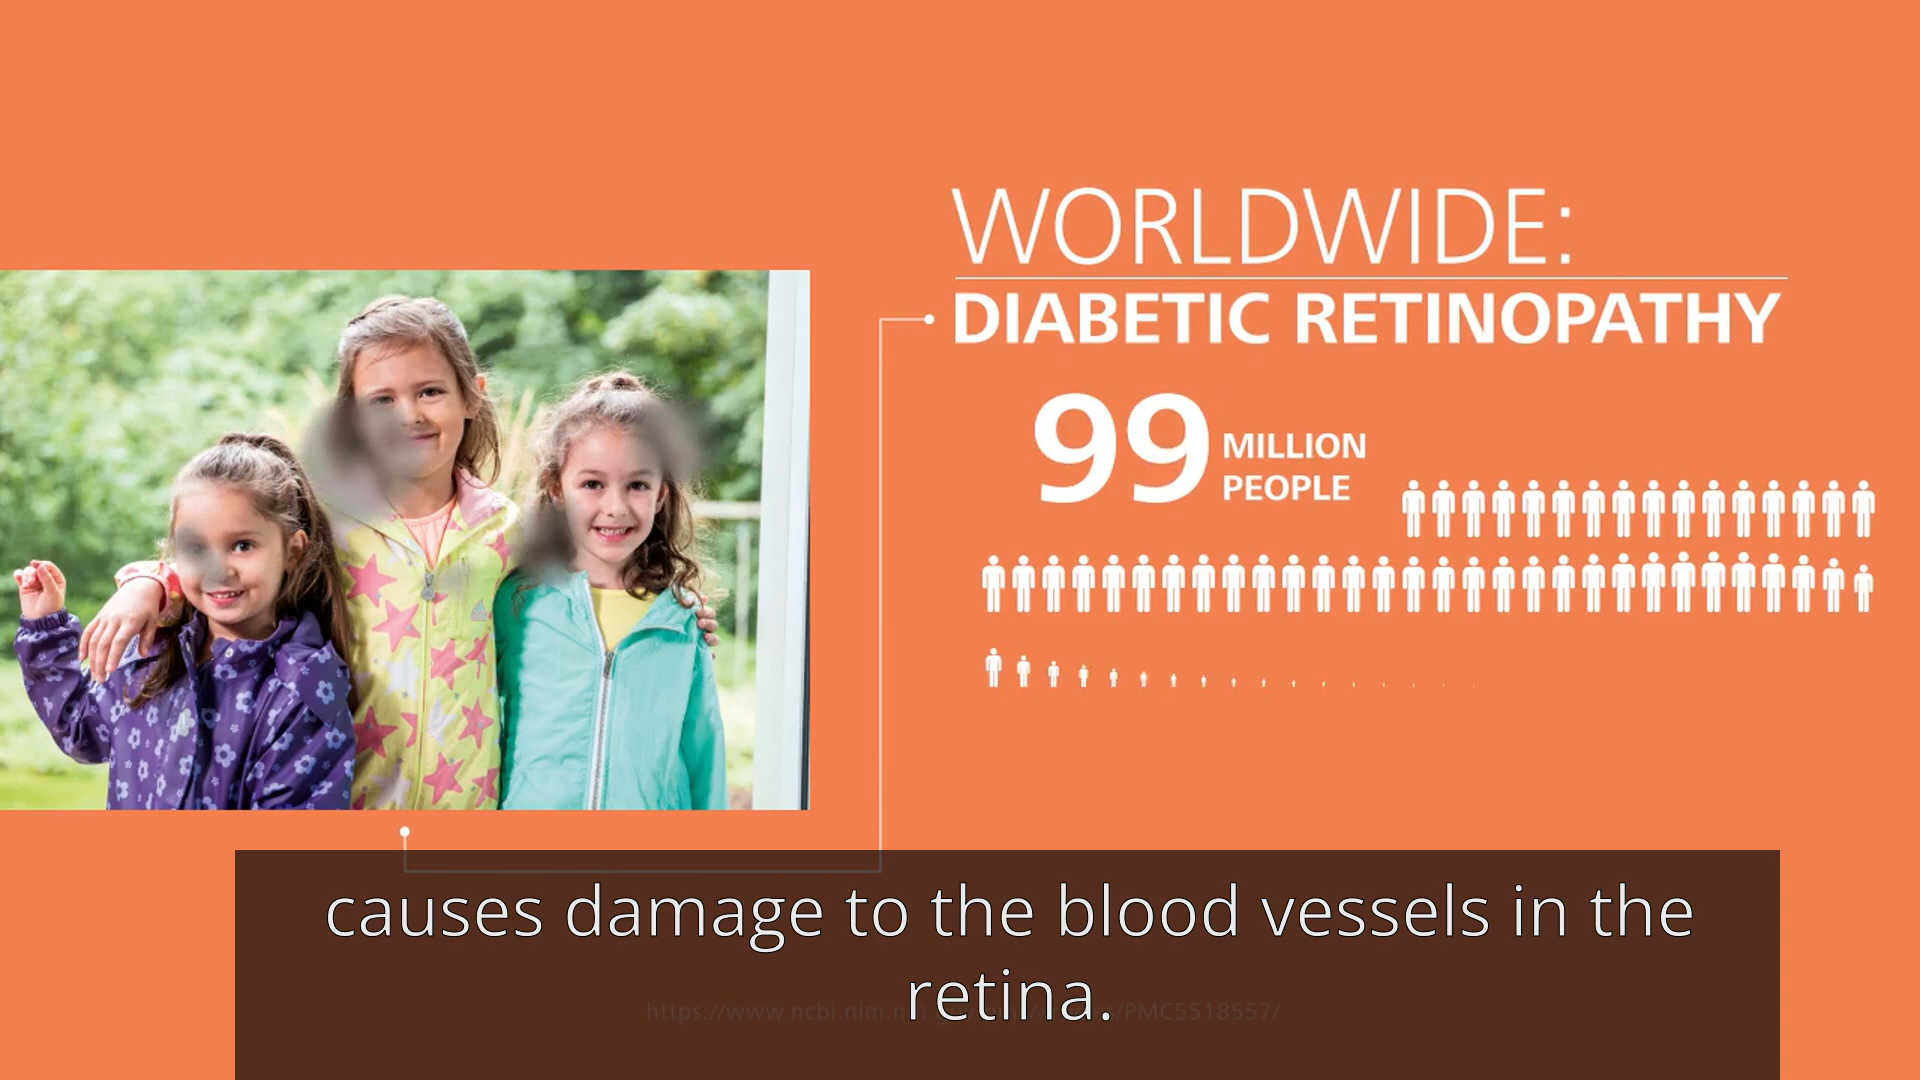 WORLDWIDE:
DIABETIC RETINOPATHY
99 MILLION
PEOPLE
causes damage to the blood vessels in the
retina.